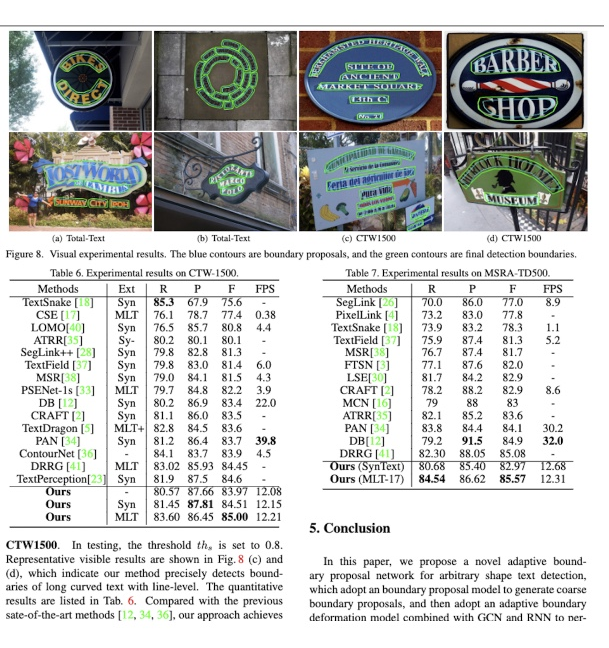 BIKES
DIRECT
BERKHAMSTED HERITAGE WALK
SITE OF
ANCIENT
MARKET SQUARE
13th C
No. 21
BARBER
SHOP
LOST WORLD
SUNWAY CITY IPOH
RISTORANTE
MARCO
POLO
MUNICIPALIDAD DE
Feria del agricultor de
PURA VIDA
SHERLOCK HOLMES
MUSEUM
(a) Total-Text (b) Total-Text (c) CTW1500 (d) CTW1500
Figure 8. Visual experimental results. The blue contours are boundary proposals, and the green contours are final detection boundaries.
Table 6. Experimental results on CTW-1500.
Methods Ext R P F FPS
TextSnake [18] Syn 85.3 67.9 75.6 -
CSE [17] MLT 76.1 78.7 77.4 0.38
LOMO[40] Syn 76.5 85.7 80.8 4.4
ATRR[35] Sy- 80.2 80.1 80.1 -
SegLink++ [28] Syn 79.8 82.8 81.3 -
TextField [37] Syn 79.8 83.0 81.4 6.0
MSR[38] Syn 79.0 84.1 81.5 4.3
PSENet-1s [33] MLT 79.7 84.8 82.2 3.9
DB [12] Syn 80.2 86.9 83.4 22.0
CRAFT [2] Syn 81.1 86.0 83.5 -
TextDragon [5] MLT+ 82.8 84.5 83.6 -
PAN [34] Syn 81.2 86.4 83.7 39.8
ContourNet [36] - 84.1 83.7 83.9 4.5
DRRG [41] MLT 83.02 85.93 84.45 -
TextPerception[23] Syn 81.9 87.5 84.6 -
Ours - 80.57 87.66 83.97 12.08
Ours Syn 81.45 87.81 84.51 12.15
Ours MLT 83.60 86.45 85.00 12.21
CTW1500. In testing, the threshold ths is set to 0.8.
Representative visible results are shown in Fig. 8 (c) and
(d), which indicate our method precisely detects bound-
aries of long curved text with line-level. The quantitative
results are listed in Tab. 6. Compared with the previous
sate-of-the-art methods [12, 34, 36], our approach achieves
Table 7. Experimental results on MSRA-TD500.
Methods R P F FPS
SegLink [26] 70.0 86.0 77.0 8.9
PixelLink [4] 73.2 83.0 77.8 -
TextSnake [18] 73.9 83.2 78.3 1.1
TextField [37] 75.9 87.4 81.3 5.2
MSR[38] 76.7 87.4 81.7 -
FTSN [3] 77.1 87.6 82.0 -
LSE[30] 81.7 84.2 82.9 -
CRAFT [2] 78.2 88.2 82.9 8.6
MCN [16] 79 88 83 -
ATRR[35] 82.1 85.2 83.6 -
PAN [34] 83.8 84.4 84.1 30.2
DB[12] 79.2 91.5 84.9 32.0
DRRG [41] 82.30 88.05 85.08 -
Ours (SynText) 80.68 85.40 82.97 12.68
Ours (MLT-17) 84.54 86.62 85.57 12.31
5. Conclusion
In this paper, we propose a novel adaptive bound-
ary proposal network for arbitrary shape text detection,
which adopt an boundary proposal model to generate coarse
boundary proposals, and then adopt an adaptive boundary
deformation model combined with GCN and RNN to per-